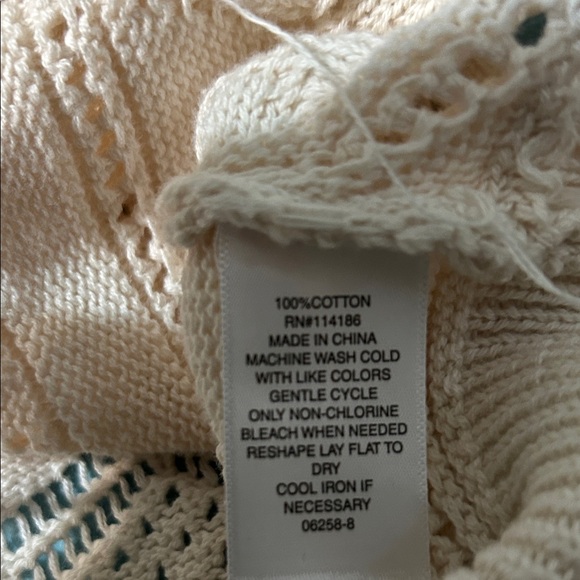 100%COTTON
RN#114186
MADE IN CHINA
MACHINE WASH COLD
WITH LIKE COLORS
GENTLE CYCLE
ONLY NON-CHLORINE
BLEACH WHEN NEEDED
RESHAPE LAY FLAT TO
DRY
COOL IRON IF
NECESSARY
06258-8